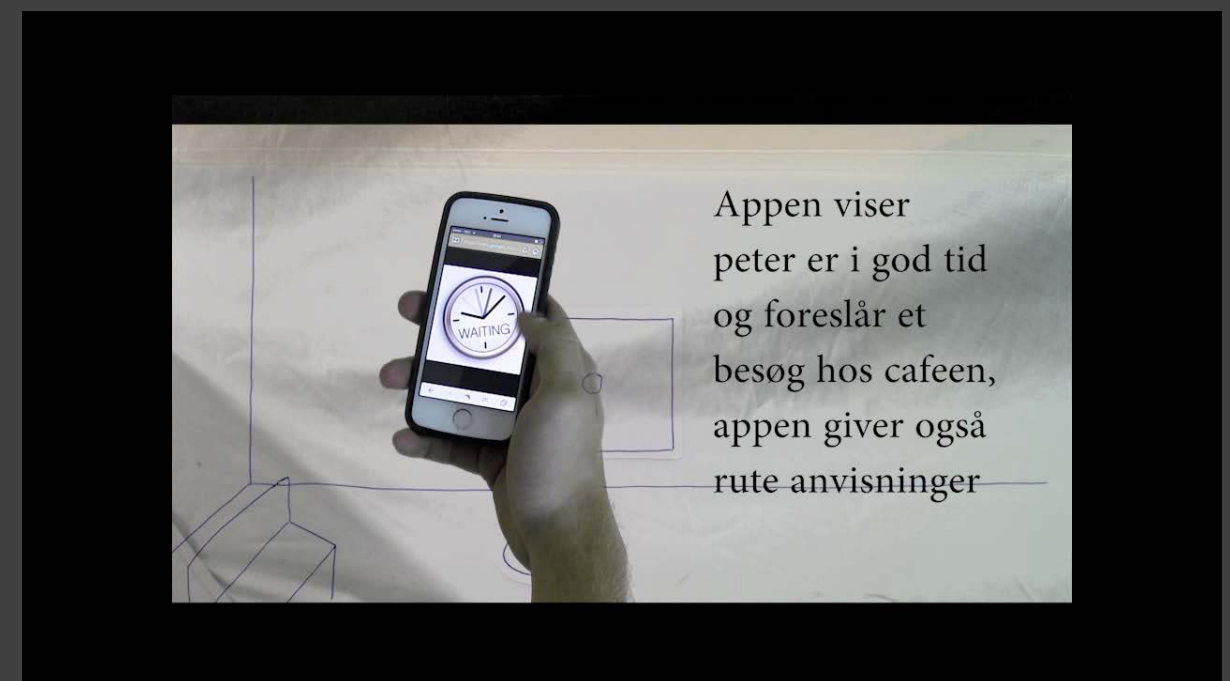 WAITING
Appen viser
peter er i god tid
og foreslår et
besøg hos cafeen,
appen giver også
rute anvisninger